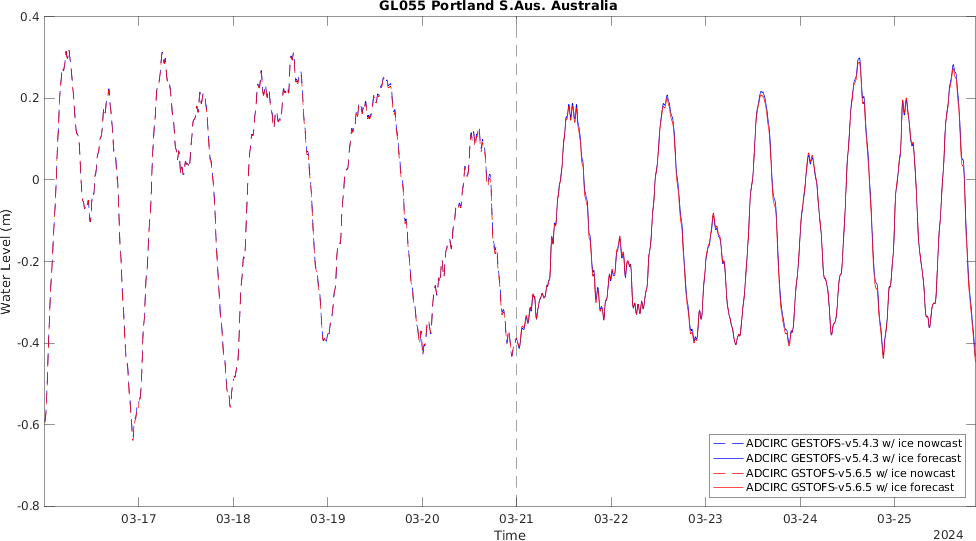 GL055 Portland S.Aus. Australia
0.4
0.2
0
-0.2
-0.4
-0.6
-0.8
Water Level (m)
ADCIRC GESTOFS-v5.4.3 w/ ice nowcast
ADCIRC GESTOFS-v5.4.3 w/ ice forecast
ADCIRC GSTOFS-v5.6.5 w/ ice nowcast
ADCIRC GSTOFS-v5.6.5 w/ ice forecast
03-17 03-18 03-19 03-20 03-21 03-22 03-23 03-24 03-25
Time
2024